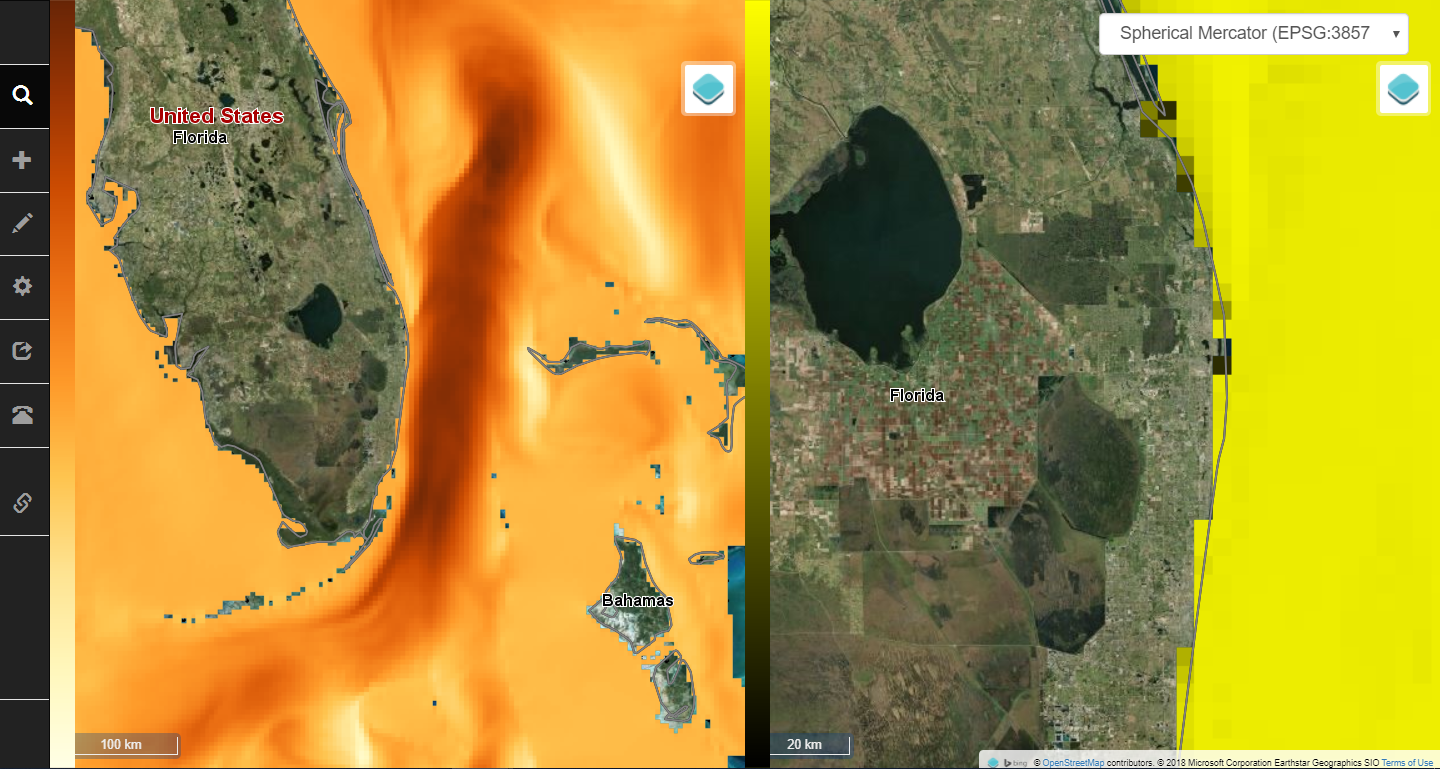 United States
Florida
Bahamas
100 km
Spherical Mercator (EPSG:3857
Florida
20 km
bing © OpenStreetMap contributors. © 2018 Microsoft Corporation Earthstar Geographics SIO Terms of Use